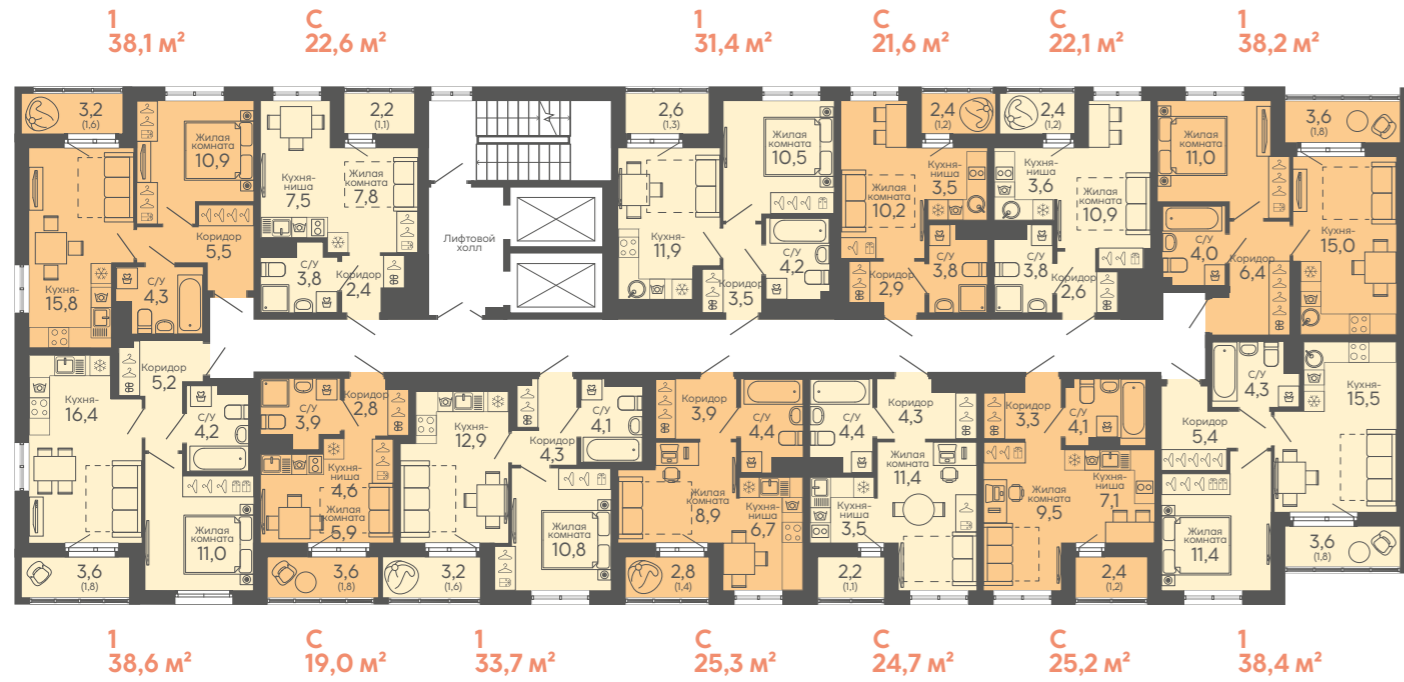 1
38,1 м²
С
22,6 м²
1
31,4 м²
С
21,6 м²
С
22,1 м²
1
38,2 м²
3,2
(1,6)
Жилая
комната
10,9
Кухня-
15,8
С/У
4,3
Коридор
5,5
2,2
(1,1)
Кухня-
ниша
7,5
Жилая
комната
7,8
С/У
3,8
Коридор
2,4
Лифтовой
холл
2,6
(1,3)
Жилая
комната
10,5
Кухня-
11,9
С/У
4,2
Коридор
3,5
2,4
(1,2)
Кухня-
ниша
3,5
Жилая
комната
10,2
С/У
3,8
Коридор
2,9
2,4
(1,2)
Кухня-
ниша
3,6
Жилая
комната
10,9
С/У
3,8
Коридор
2,6
Жилая
комната
11,0
3,6
(1,8)
Кухня-
15,0
С/У
4,0
Коридор
6,4
Кухня-
16,4
Коридор
5,2
С/У
4,2
Жилая
комната
11,0
3,6
(1,8)
С/У
3,9
Коридор
2,8
Кухня-
ниша
4,6
Жилая
комната
5,9
3,6
(1,8)
Кухня-
12,9
Коридор
4,3
С/У
4,1
Жилая
комната
10,8
3,2
(1,6)
Коридор
3,9
С/У
4,4
Жилая
комната
8,9
Кухня-
ниша
6,7
2,8
(1,4)
С/У
4,4
Коридор
4,3
Жилая
комната
11,4
Кухня-
ниша
3,5
2,2
(1,1)
Коридор
3,3
С/У
4,1
Жилая
комната
9,5
Кухня-
ниша
7,1
2,4
(1,2)
С/У
4,3
Кухня-
15,5
Коридор
5,4
Жилая
комната
11,4
3,6
(1,8)
1
38,6 м²
С
19,0 м²
1
33,7 м²
С
25,3 м²
С
24,7 м²
С
25,2 м²
1
38,4 м²